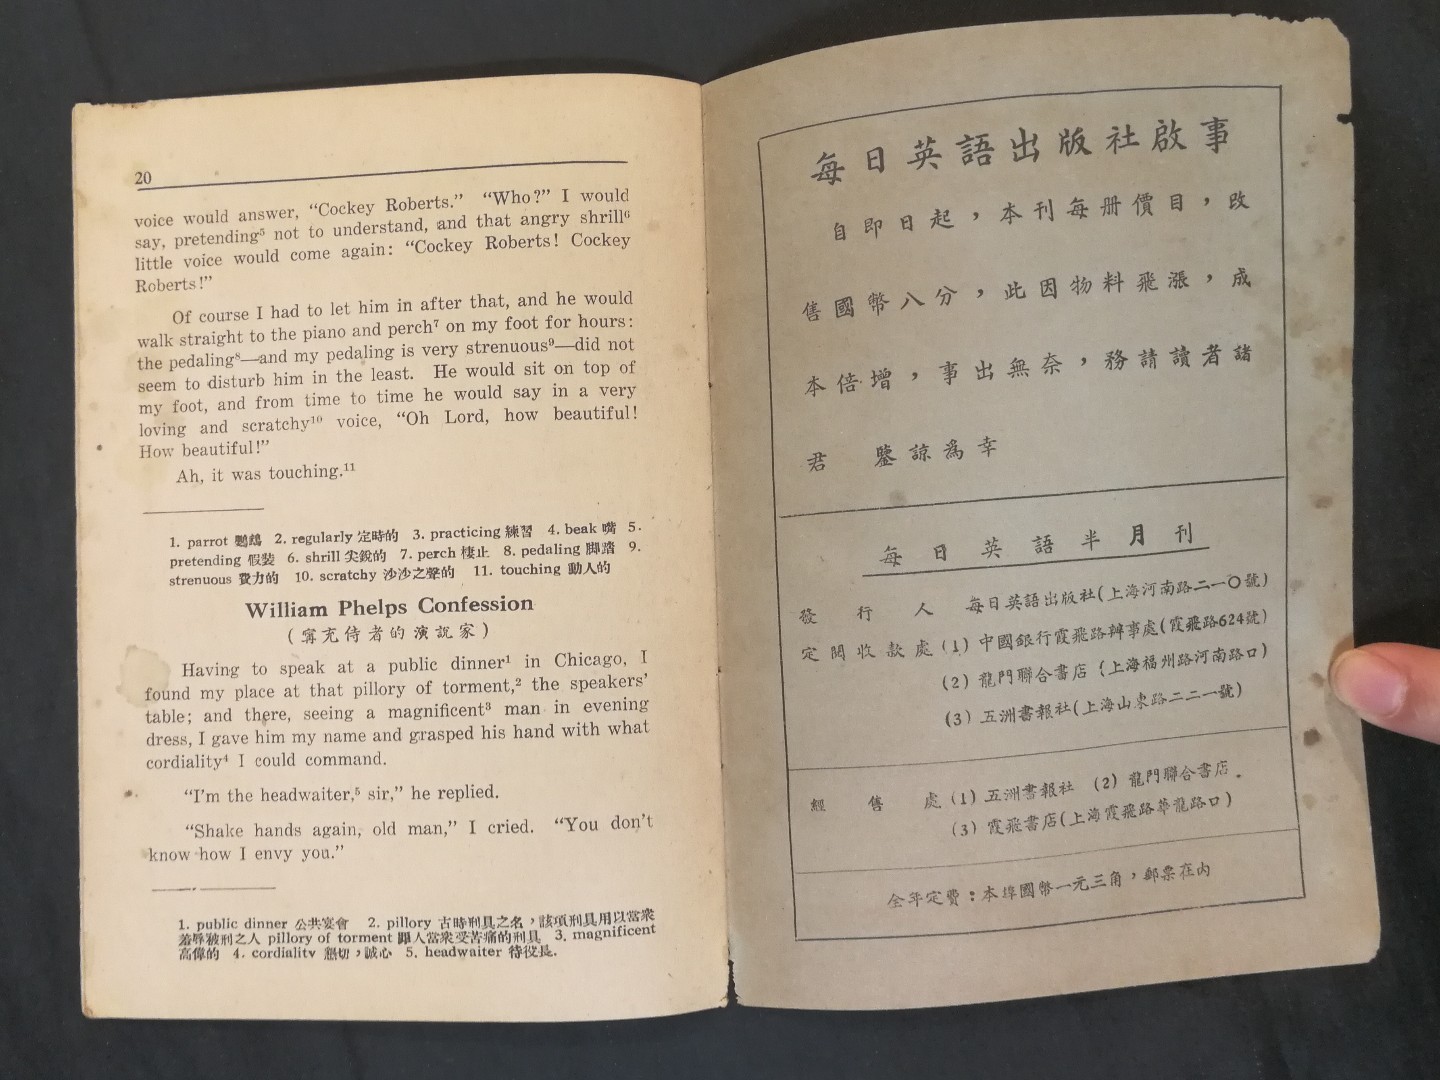 20
voice would answer, “Cockey Roberts.” “Who?” I would
say, pretending⁵ not to understand, and that angry shrill⁶
little voice would come again: “Cockey Roberts! Cockey
Roberts!”
Of course I had to let him in after that, and he would
walk straight to the piano and perch⁷ on my foot for hours:
the pedaling⁸—and my pedaling is very strenuous⁹—did not
seem to disturb him in the least. He would sit on top of
my foot, and from time to time he would say in a very
loving and scratchy¹⁰ voice, “Oh Lord, how beautiful!
How beautiful!”
Ah, it was touching.¹¹
1. parrot 鸚鵡 2. regularly 定時的 3. practicing 練習 4. beak 嘴 5.
pretending 假裝 6. shrill 尖銳的 7. perch 棲止 8. pedaling 脚踏 9.
strenuous 費力的 10. scratchy 沙沙之聲的 11. touching 動人的
William Phelps Confession
(寗充侍者的演說家)
Having to speak at a public dinner¹ in Chicago, I
found my place at that pillory of torment,² the speakers’
table; and there, seeing a magnificent³ man in evening
dress, I gave him my name and grasped his hand with what
cordiality⁴ I could command.
“I’m the headwaiter,⁵ sir,” he replied.
“Shake hands again, old man,” I cried. “You don’t
know how I envy you.”
1. public dinner 公共宴會 2. pillory 古時刑具之名，該項刑具用以當衆
羞辱被刑之人 pillory of torment 罪人當衆受苦痛的刑具 3. magnificent
高偉的 4. cordiality 懇切，誠心 5. headwaiter 侍役長.
每日英語出版社啟事
自即日起，本刊每册價目，改
售國幣八分，此因物料飛漲，成
本倍增，事出無奈，務請讀者諸
君 鑒諒為幸
每日英語半月刊
發行人 每日英語出版社(上海河南路二一〇號)
定閱收款處 (1) 中國銀行霞飛路辦事處(霞飛路624號)
(2) 龍門聯合書店 (上海福州路河南路口)
(3) 五洲書報社(上海山東路二二一號)
經售處 (1) 五洲書報社 (2) 龍門聯合書店.
(3) 霞飛書店(上海霞飛路華龍路口)
全年定費：本埠國幣一元三角，郵票在內